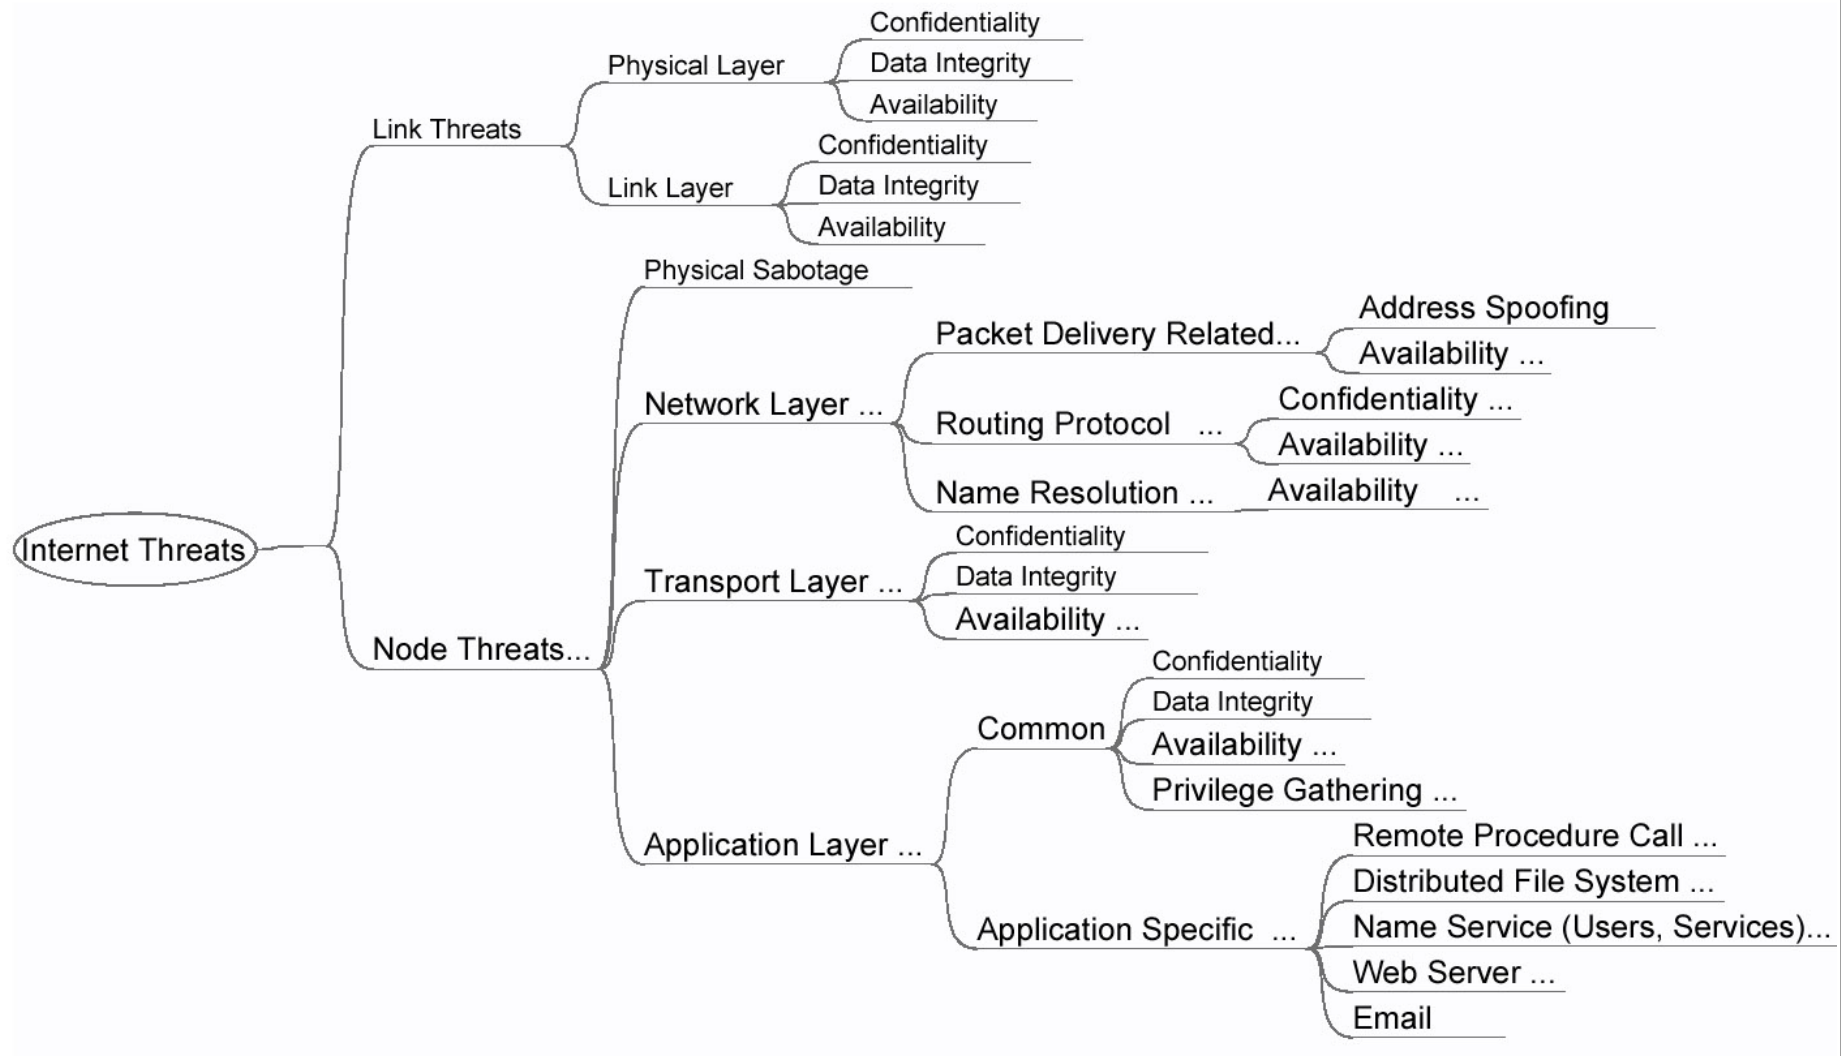 Confidentiality
Physical Layer
Data Integrity
Availability
Link Threats
Confidentiality
Link Layer
Data Integrity
Availability
Physical Sabotage
Address Spoofing
Packet Delivery Related...
Availability ...
Network Layer ...
Confidentiality ...
Routing Protocol ...
Availability ...
Name Resolution ...
Availability ...
Internet Threats
Confidentiality
Transport Layer ...
Data Integrity
Availability ...
Node Threats...
Confidentiality
Common
Data Integrity
Availability ...
Privilege Gathering ...
Application Layer ...
Remote Procedure Call ...
Distributed File System ...
Application Specific ...
Name Service (Users, Services)...
Web Server ...
Email